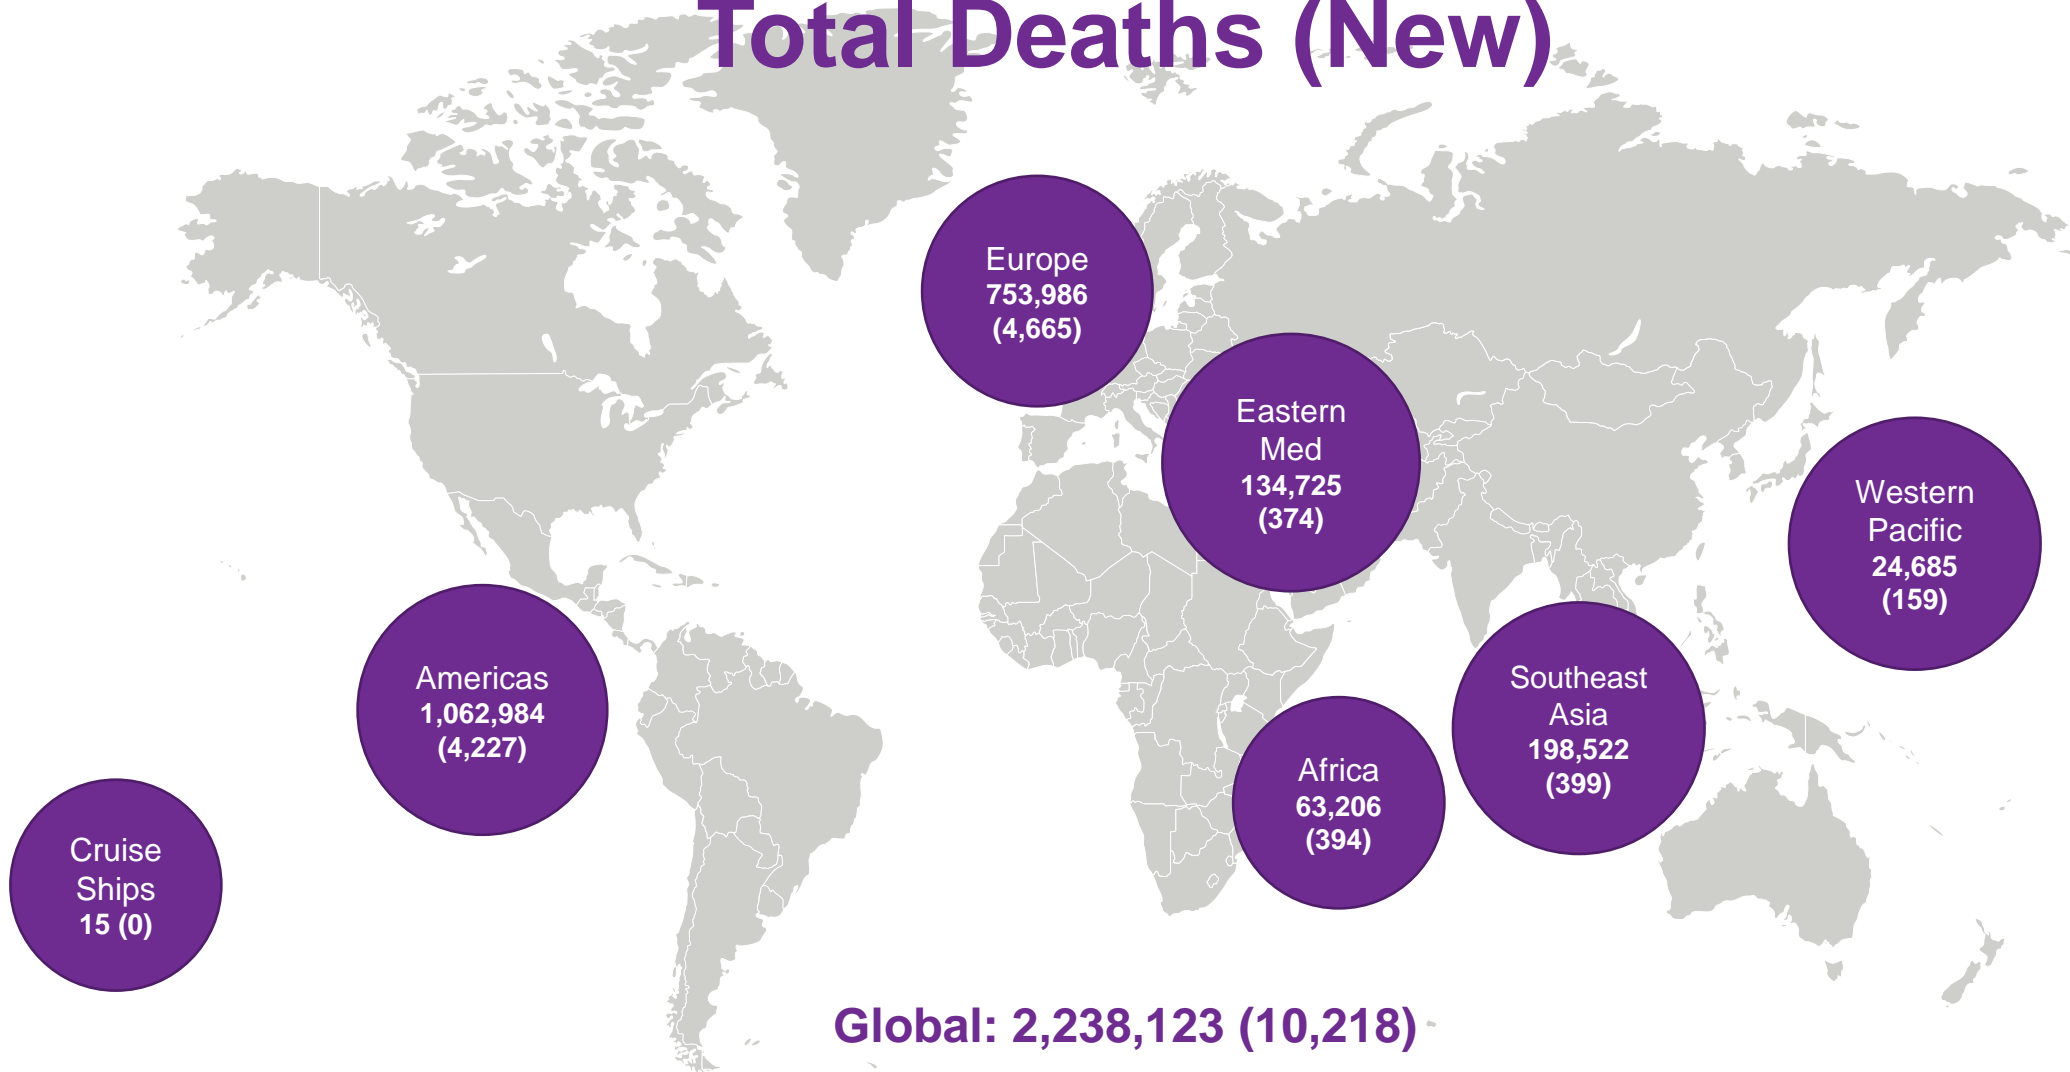 Total Deaths (New)
Europe
753,986
(4,665)
Eastern
Med
134,725
(374)
Western
Pacific
24,685
(159)
Americas
1,062,984
(4,227)
Southeast
Asia
198,522
(399)
Africa
63,206
(394)
Cruise
Ships
15 (0)
Global: 2,238,123 (10,218)